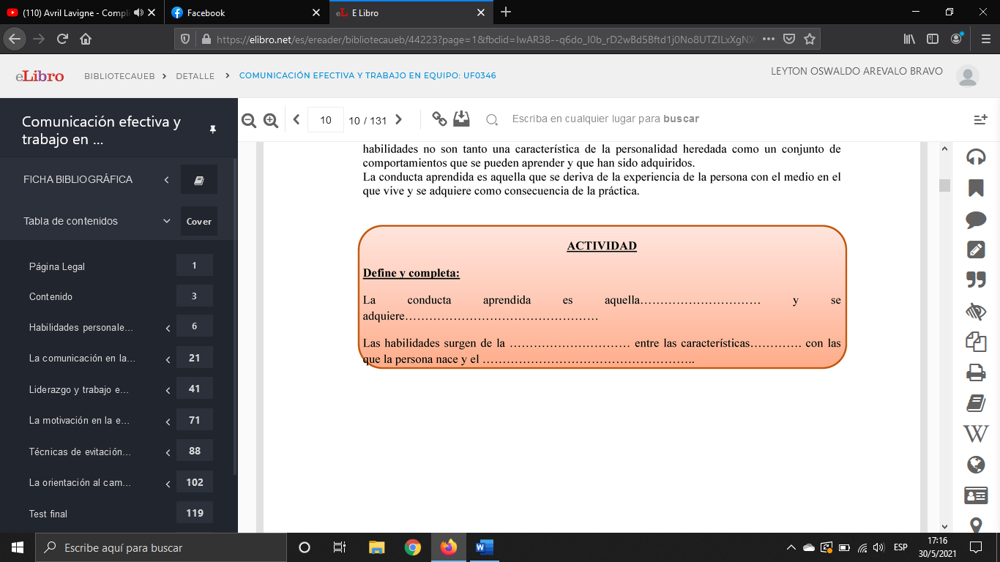 (110) Avril Lavigne - Compli
Facebook
eL E Libro
https://elibro.net/es/ereader/bibliotecaueb/44223?page=1&fbclid=IwAR38--q6do_I0b_rD2wBd5Bftd1j0No8UTZILxXgNX
eLibro
BIBLIOTECAUEB > DETALLE > COMUNICACIÓN EFECTIVA Y TRABAJO EN EQUIPO: UF0346
LEYTON OSWALDO AREVALO BRAVO
Comunicación efectiva y
trabajo en ...
10
10 / 131
Escriba en cualquier lugar para buscar
FICHA BIBLIOGRÁFICA
Tabla de contenidos
Cover
Página Legal 1
Contenido 3
Habilidades personale... 6
La comunicación en la... 21
Liderazgo y trabajo e... 41
La motivación en la e... 71
Técnicas de evitación... 88
La orientación al cam... 102
Test final 119
habilidades no son tanto una característica de la personalidad heredada como un conjunto de
comportamientos que se pueden aprender y que han sido adquiridos.
La conducta aprendida es aquella que se deriva de la experiencia de la persona con el medio en el
que vive y se adquiere como consecuencia de la práctica.
ACTIVIDAD
Define y completa:
La conducta aprendida es aquella………………………… y se
adquiere…………………………………………
Las habilidades surgen de la ………………………… entre las características…………. con las
que la persona nace y el ……………………………………………..
W
Escribe aquí para buscar
ESP
17:16
30/5/2021